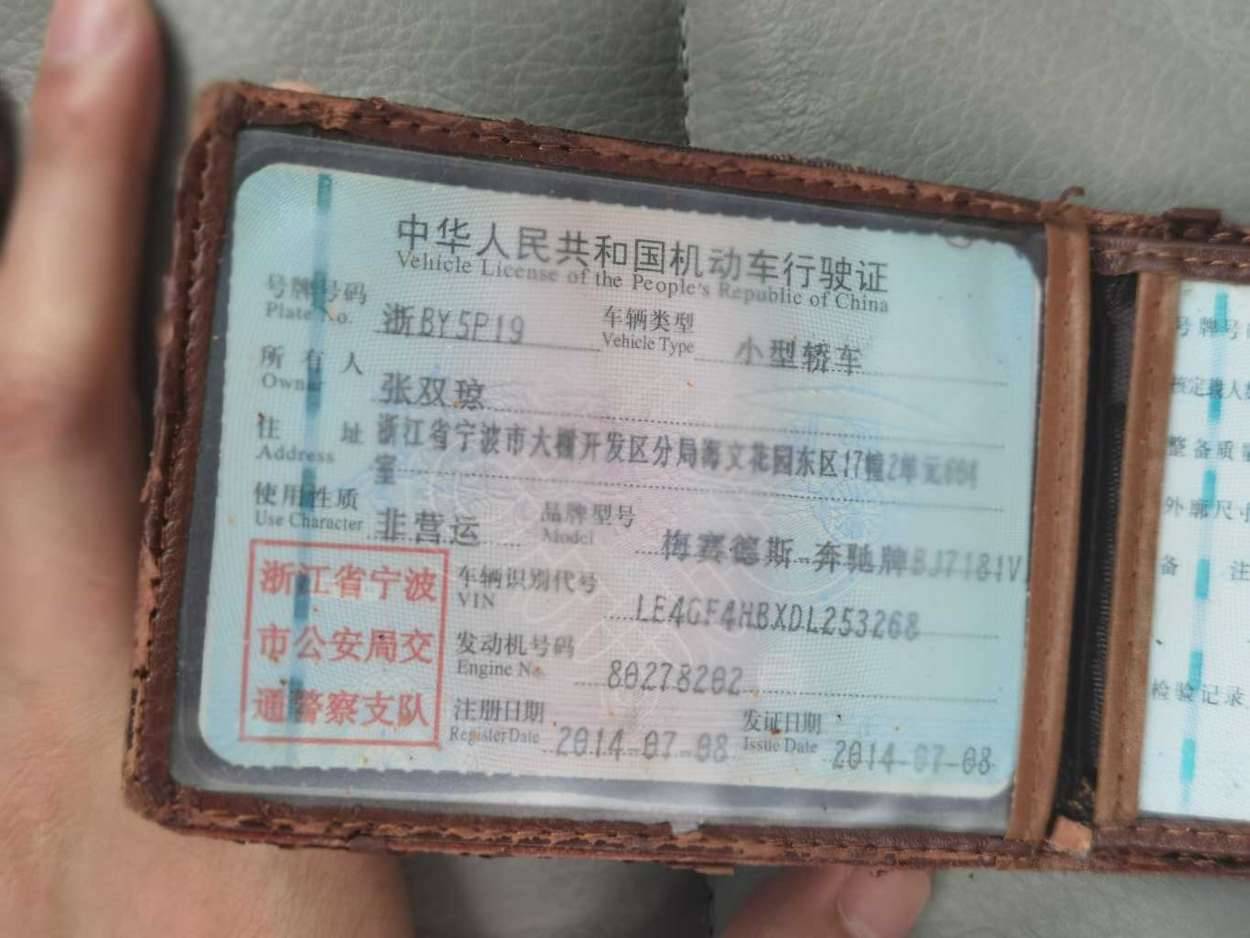 中华人民共和国机动车行驶证
Vehicle License of the People's Republic of China
号牌号码 浙BY5P19 车辆类型 小型轿车
Plate No. Vehicle Type
所有人 张双琼
Owner
住址 浙江省宁波市大榭开发区分局海文花园东区17幢2单元604
Address 室
使用性质 非营运 品牌型号 梅赛德斯-奔驰牌BJ7181V
Use Character Model
浙江省宁波
市公安局交
通警察支队
车辆识别代号 LE4GF4HBXDL253268
VIN
发动机号码 80278202
Engine No.
注册日期 2014-07-08 发证日期 2014-07-08
Register Date Issue Date
号牌号
核定载人
整备质量
外廓尺寸
备 注
检验记录